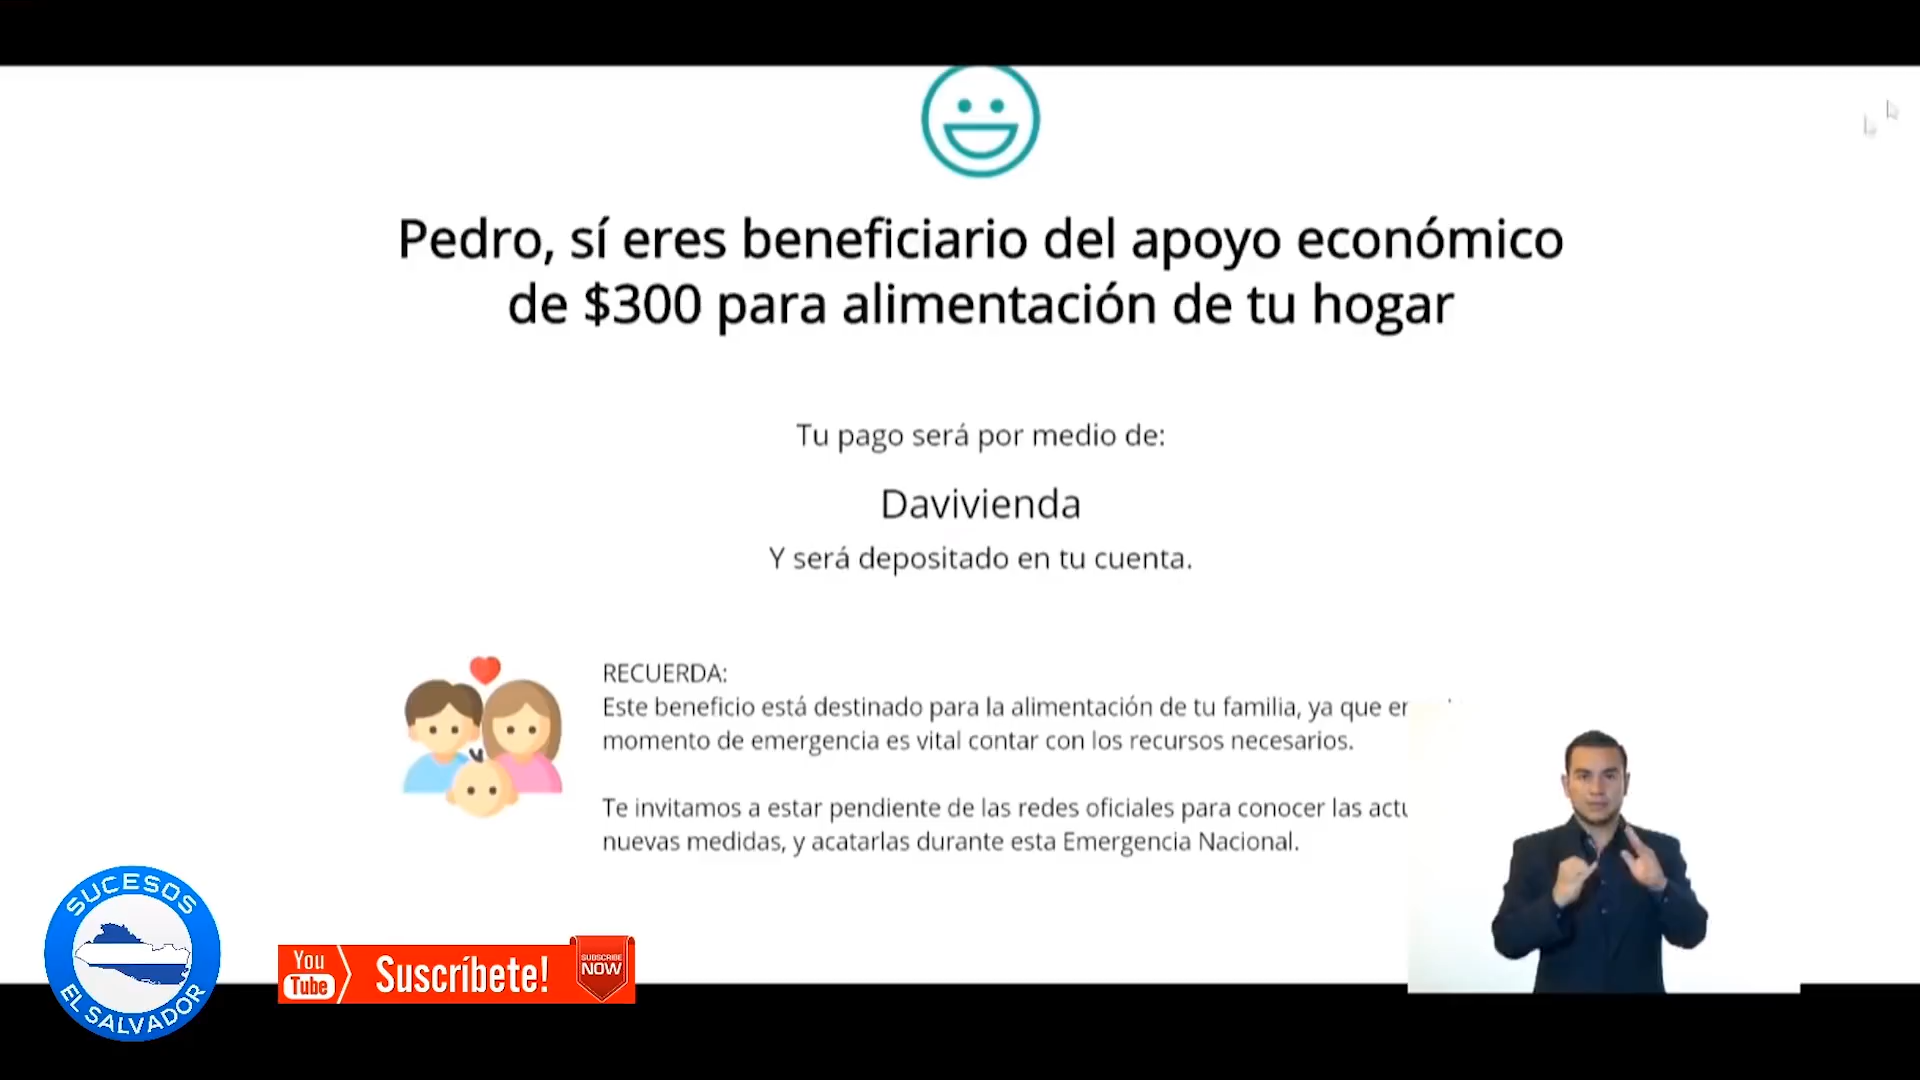 Pedro, sí eres beneficiario del apoyo económico
de $300 para alimentación de tu hogar
Tu pago será por medio de:
Davivienda
Y será depositado en tu cuenta.
RECUERDA:
Este beneficio está destinado para la alimentación de tu familia, ya que
momento de emergencia es vital contar con los recursos necesarios.
Te invitamos a estar pendiente de las redes oficiales para conocer las
nuevas medidas, y acatarlas durante esta Emergencia Nacional.
SUCESOS
EL SALVADOR
You
Tube
Suscríbete!
SUBSCRIBE
NOW